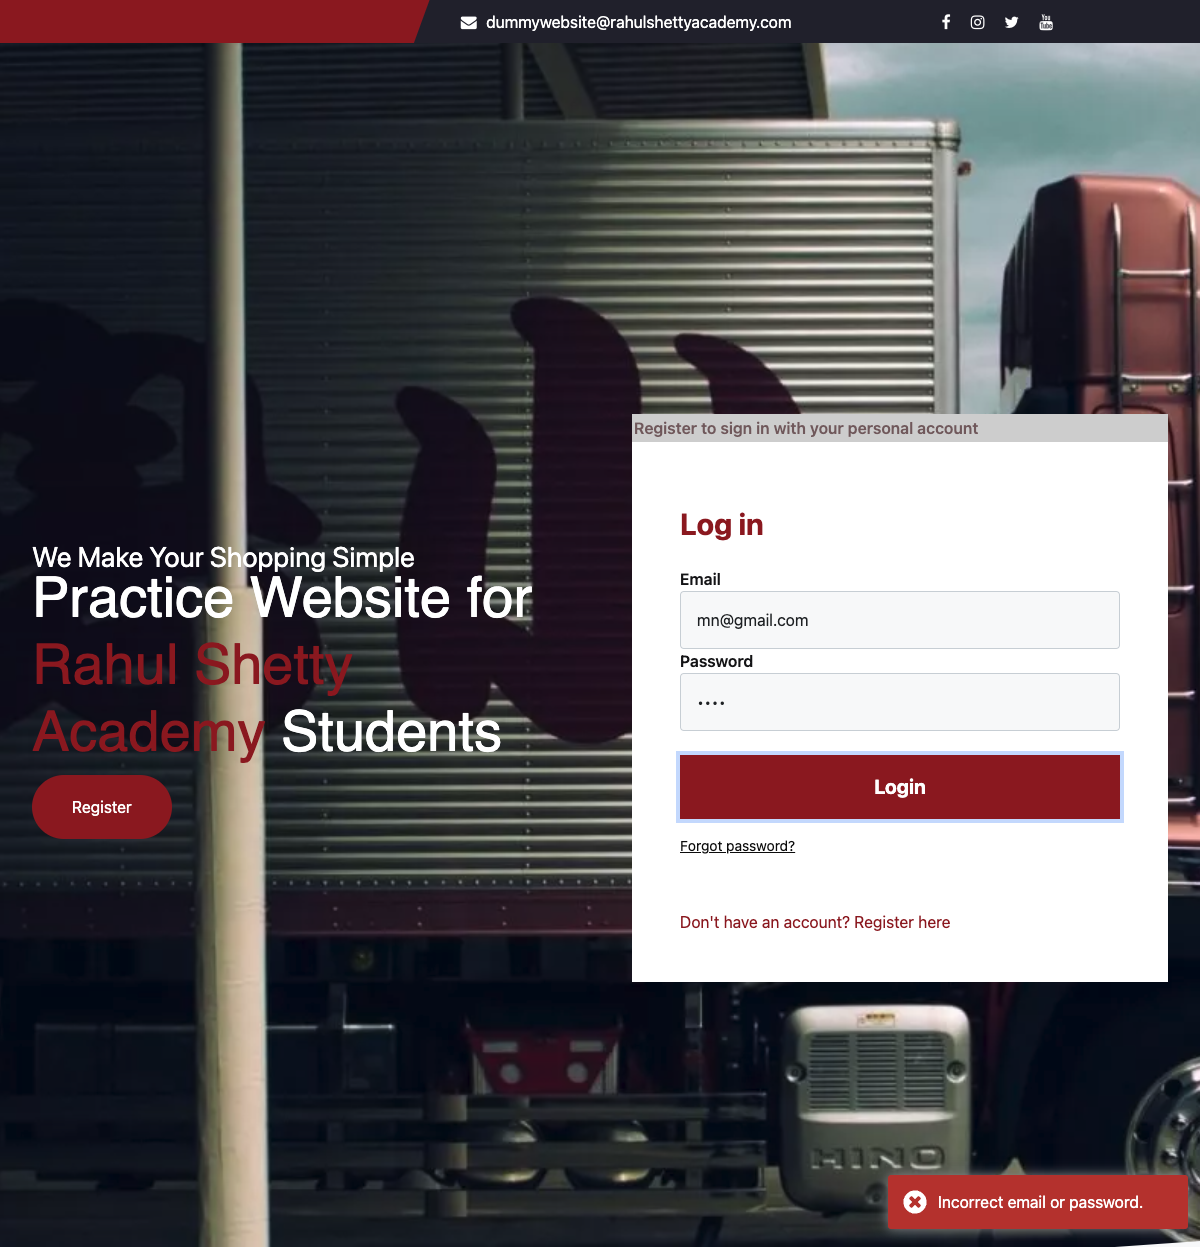 dummywebsite@rahulshettyacademy.com
Register to sign in with your personal account
We Make Your Shopping Simple
Practice Website for
Rahul Shetty
Academy Students
Register
Log in
Email
mn@gmail.com
Password
Login
Forgot password?
Don't have an account? Register here
HINO
Incorrect email or password.